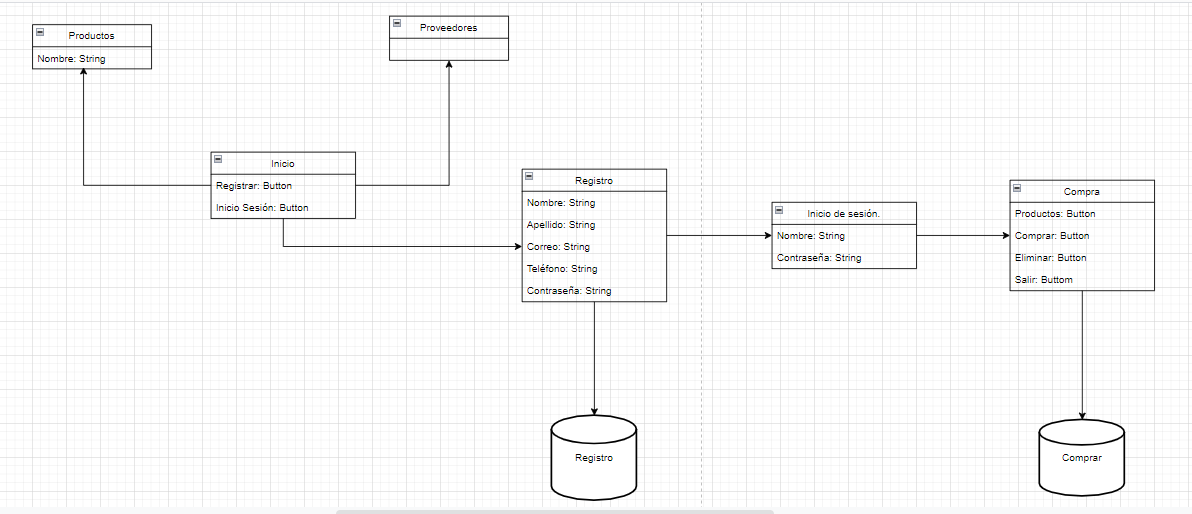 Productos
Nombre: String
Proveedores
Inicio
Registrar: Button
Inicio Sesión: Button
Registro
Nombre: String
Apellido: String
Correo: String
Teléfono: String
Contraseña: String
Inicio de sesión.
Nombre: String
Contraseña: String
Compra
Productos: Button
Comprar: Button
Eliminar: Button
Salir: Buttom
Registro
Comprar